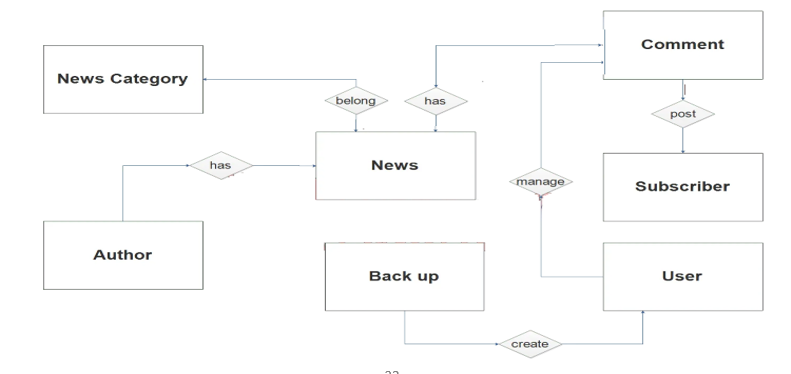 Comment
News Category
belong
has
post
has
News
manage
Subscriber
Author
Back up
User
create